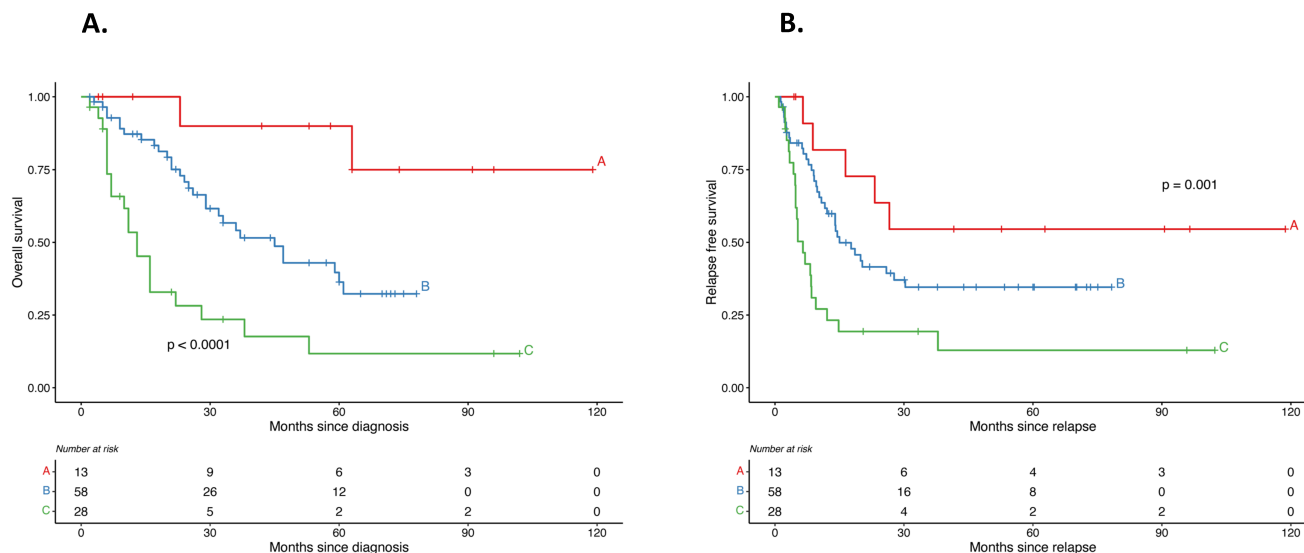 A.
B.
Overall survival
1.00
0.75
0.50
0.25
0.00
A
B
C
p < 0.0001
0 30 60 90 120
Months since diagnosis
Number at risk
A 13 9 6 3 0
B 58 26 12 0 0
C 28 5 2 2 0
0 30 60 90 120
Months since diagnosis
Relapse free survival
1.00
0.75
0.50
0.25
0.00
p = 0.001
A
B
C
0 30 60 90 120
Months since relapse
Number at risk
A 13 6 4 3 0
B 58 16 8 0 0
C 28 4 2 2 0
0 30 60 90 120
Months since relapse